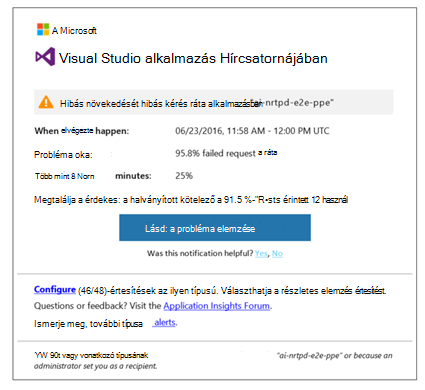 A Microsoft
Visual Studio alkalmazás Hírcsatornájában
Hibás növekedését hibás kérés ráta alkalmazásban "ai-nrtpd-e2e-ppe"
When elvégezte happen: 06/23/2016, 11:58 AM - 12:00 PM UTC
Probléma oka: 95.8% failed request a ráta
Több mint 8 Norn minutes: 25%
Megtalálja a érdekes: a halványított kötelező a 91.5 %-"R•sts érintett 12 használ
Lásd: a probléma elemzése
Was this notification helpful? Yes, No
Configure (46/48)-értesítések az ilyen típusú. Választhatja a részletes elemzés értesítést.
Questions or feedback? Visit the Application Insights Forum.
Ismerje meg, további típusa alerts.
YW 90t vagy vonatkozó típusának "ai-nrtpd-e2e-ppe" or because an
administrator set you as a recipient.